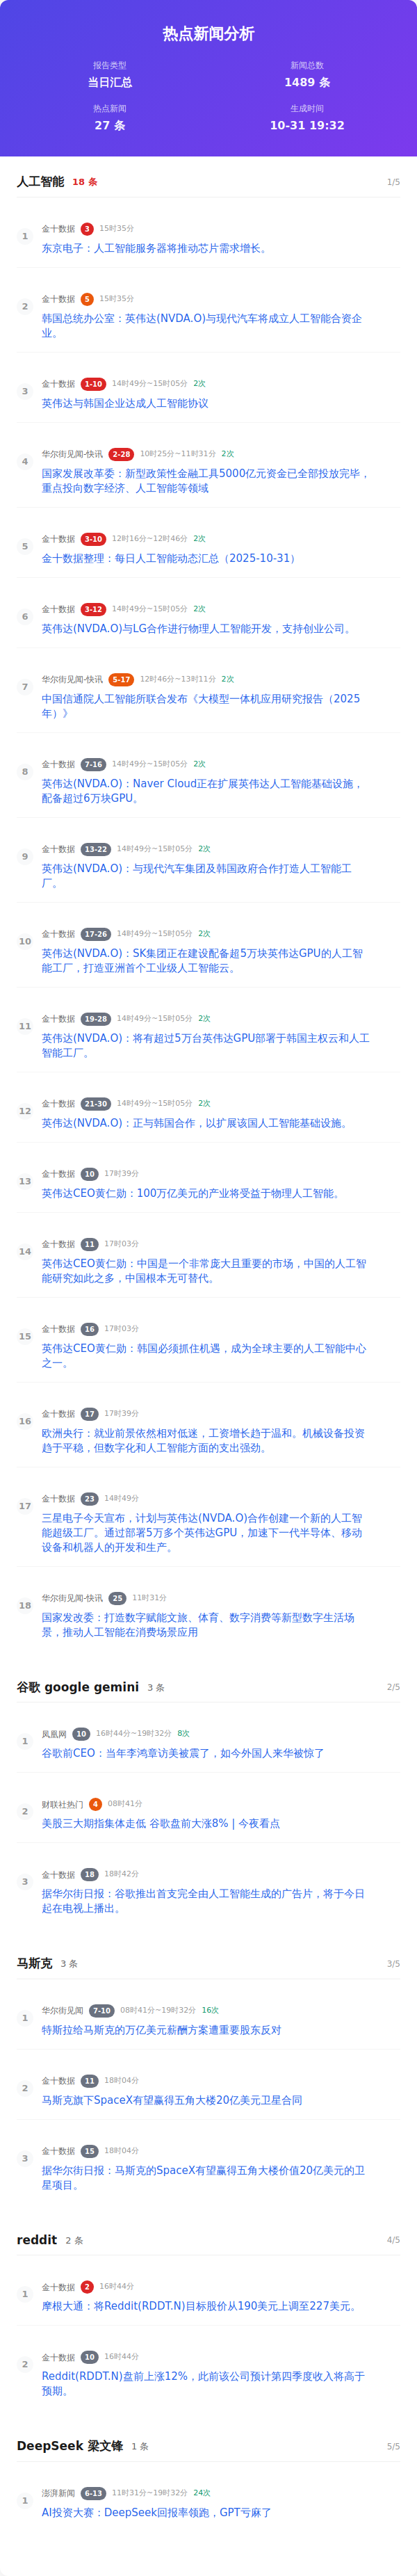 热点新闻分析
报告类型
新闻总数
当日汇总
1489 条
热点新闻
生成时间
27 条
10-31 19:32
人工智能 18 条 1/5
1
金十数据 3 15时35分
东京电子：人工智能服务器将推动芯片需求增长。
2
金十数据 5 15时35分
韩国总统办公室：英伟达(NVDA.O)与现代汽车将成立人工智能合资企
业。
3
金十数据 1-10 14时49分~15时05分 2次
英伟达与韩国企业达成人工智能协议
4
华尔街见闻-快讯 2-28 10时25分~11时31分 2次
国家发展改革委：新型政策性金融工具5000亿元资金已全部投放完毕，
重点投向数字经济、人工智能等领域
5
金十数据 3-10 12时16分~12时46分 2次
金十数据整理：每日人工智能动态汇总（2025-10-31）
6
金十数据 3-12 14时49分~15时05分 2次
英伟达(NVDA.O)与LG合作进行物理人工智能开发，支持创业公司。
7
华尔街见闻-快讯 5-17 12时46分~13时11分 2次
中国信通院人工智能所联合发布《大模型一体机应用研究报告（2025
年）》
8
金十数据 7-16 14时49分~15时05分 2次
英伟达(NVDA.O)：Naver Cloud正在扩展英伟达人工智能基础设施，
配备超过6万块GPU。
9
金十数据 13-22 14时49分~15时05分 2次
英伟达(NVDA.O)：与现代汽车集团及韩国政府合作打造人工智能工
厂。
10
金十数据 17-26 14时49分~15时05分 2次
英伟达(NVDA.O)：SK集团正在建设配备超5万块英伟达GPU的人工智
能工厂，打造亚洲首个工业级人工智能云。
11
金十数据 19-28 14时49分~15时05分 2次
英伟达(NVDA.O)：将有超过5万台英伟达GPU部署于韩国主权云和人工
智能工厂。
12
金十数据 21-30 14时49分~15时05分 2次
英伟达(NVDA.O)：正与韩国合作，以扩展该国人工智能基础设施。
13
金十数据 10 17时39分
英伟达CEO黄仁勋：100万亿美元的产业将受益于物理人工智能。
14
金十数据 11 17时03分
英伟达CEO黄仁勋：中国是一个非常庞大且重要的市场，中国的人工智
能研究如此之多，中国根本无可替代。
15
金十数据 16 17时03分
英伟达CEO黄仁勋：韩国必须抓住机遇，成为全球主要的人工智能中心
之一。
16
金十数据 17 17时39分
欧洲央行：就业前景依然相对低迷，工资增长趋于温和。机械设备投资
趋于平稳，但数字化和人工智能方面的支出强劲。
17
金十数据 23 14时49分
三星电子今天宣布，计划与英伟达(NVDA.O)合作创建一个新的人工智
能超级工厂。通过部署5万多个英伟达GPU，加速下一代半导体、移动
设备和机器人的开发和生产。
18
华尔街见闻-快讯 25 11时31分
国家发改委：打造数字赋能文旅、体育、数字消费等新型数字生活场
景，推动人工智能在消费场景应用
谷歌 google gemini 3 条 2/5
1
凤凰网 10 16时44分~19时32分 8次
谷歌前CEO：当年李鸿章访美被震了，如今外国人来华被惊了
2
财联社热门 4 08时41分
美股三大期指集体走低 谷歌盘前大涨8% | 今夜看点
3
金十数据 18 18时42分
据华尔街日报：谷歌推出首支完全由人工智能生成的广告片，将于今日
起在电视上播出。
马斯克 3 条 3/5
1
华尔街见闻 7-10 08时41分~19时32分 16次
特斯拉给马斯克的万亿美元薪酬方案遭重要股东反对
2
金十数据 11 18时04分
马斯克旗下SpaceX有望赢得五角大楼20亿美元卫星合同
3
金十数据 15 18时04分
据华尔街日报：马斯克的SpaceX有望赢得五角大楼价值20亿美元的卫
星项目。
reddit 2 条 4/5
1
金十数据 2 16时44分
摩根大通：将Reddit(RDDT.N)目标股价从190美元上调至227美元。
2
金十数据 10 16时44分
Reddit(RDDT.N)盘前上涨12%，此前该公司预计第四季度收入将高于
预期。
DeepSeek 梁文锋 1 条 5/5
1
澎湃新闻 6-13 11时31分~19时32分 24次
AI投资大赛：DeepSeek回报率领跑，GPT亏麻了